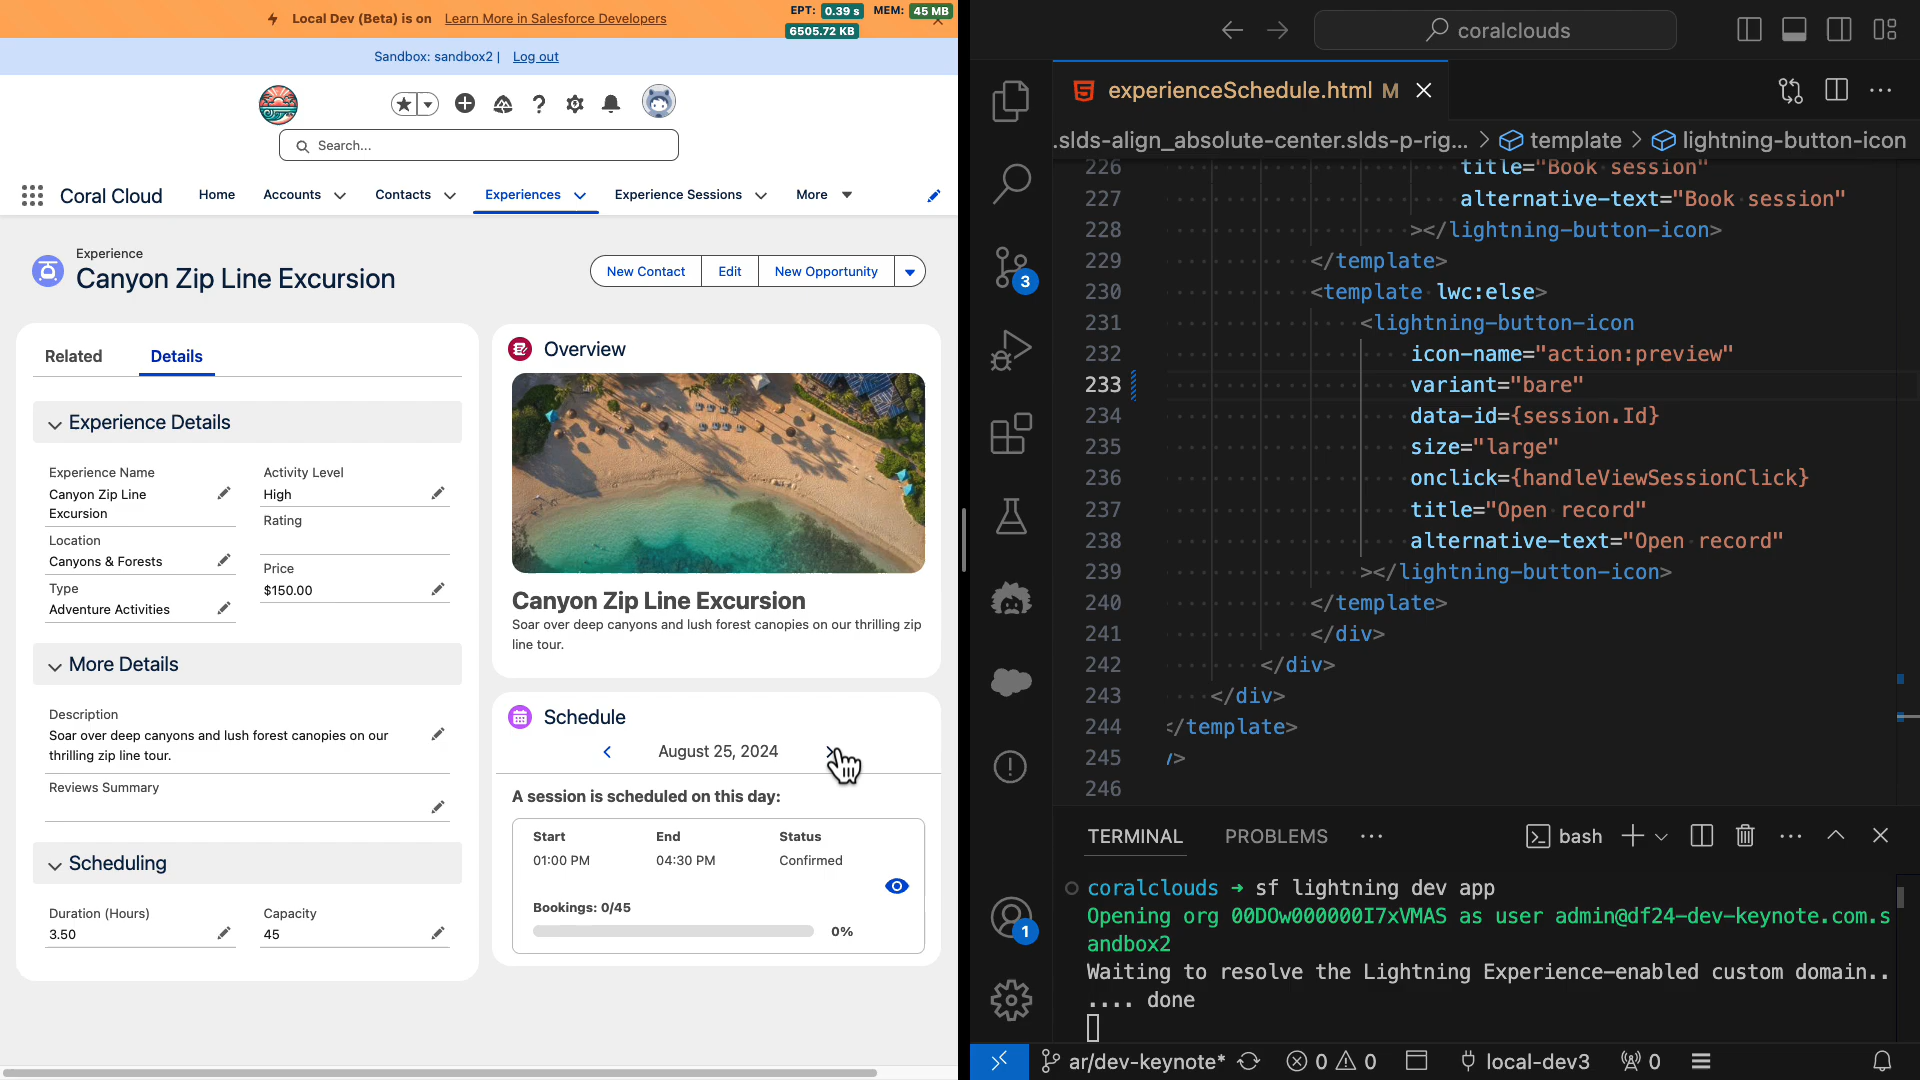 Local Dev (Beta) is on Learn More in Salesforce Developers
EPT: 0.39 s MEM: 45 MB
6505.72 KB
Sandbox: sandbox2 | Log out
Search...
Coral Cloud Home Accounts Contacts Experiences Experience Sessions More
Experience
Canyon Zip Line Excursion
New Contact Edit New Opportunity
Related Details
Experience Details
Experience Name
Canyon Zip Line
Excursion
Activity Level
High
Rating
Location
Canyons & Forests
Price
$150.00
Type
Adventure Activities
More Details
Description
Soar over deep canyons and lush forest canopies on our
thrilling zip line tour.
Reviews Summary
Scheduling
Duration (Hours)
3.50
Capacity
45
Overview
Canyon Zip Line Excursion
Soar over deep canyons and lush forest canopies on our thrilling zip
line tour.
Schedule
August 25, 2024
A session is scheduled on this day:
Start End Status
01:00 PM 04:30 PM Confirmed
Bookings: 0/45
0%
coralclouds
experienceSchedule.html M
.slds-align_absolute-center.slds-p-rig... > template > lightning-button-icon
226 title="Book session"
227 alternative-text="Book session"
228 ></lightning-button-icon>
229 </template>
230 <template lwc:else>
231 <lightning-button-icon
232 icon-name="action:preview"
233 variant="bare"
234 data-id={session.Id}
235 size="large"
236 onclick={handleViewSessionClick}
237 title="Open record"
238 alternative-text="Open record"
239 ></lightning-button-icon>
240 </template>
241 </div>
242 </div>
243 </div>
244 </template>
245 />
246
3
1
TERMINAL PROBLEMS ... bash
coralclouds → sf lightning dev app
Opening org 00DOw000000I7xVMAS as user admin@df24-dev-keynote.com.s
andbox2
Waiting to resolve the Lightning Experience-enabled custom domain..
.... done
ar/dev-keynote* 0 0 local-dev3 0